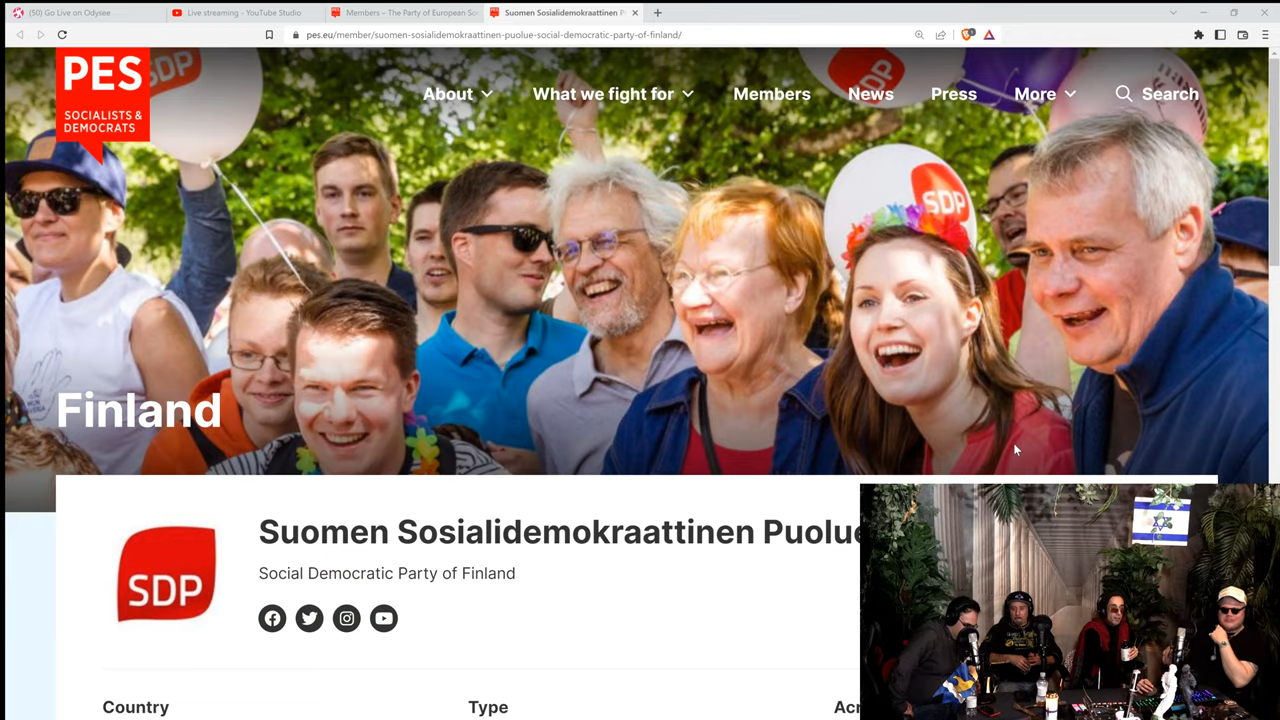 (50) Go Live on Odysee
Live streaming - YouTube Studio
Members – The Party of European So
Suomen Sosialidemokraattinen P
pes.eu/member/suomen-sosialidemokraattinen-puolue-social-democratic-party-of-finland/
PES
SOCIALISTS &
DEMOCRATS
About
What we fight for
Members
News
Press
More
Search
SDP
SDP
SDP
Finland
SDP
Suomen Sosialidemokraattinen Puolue
Social Democratic Party of Finland
Country
Type
Acr